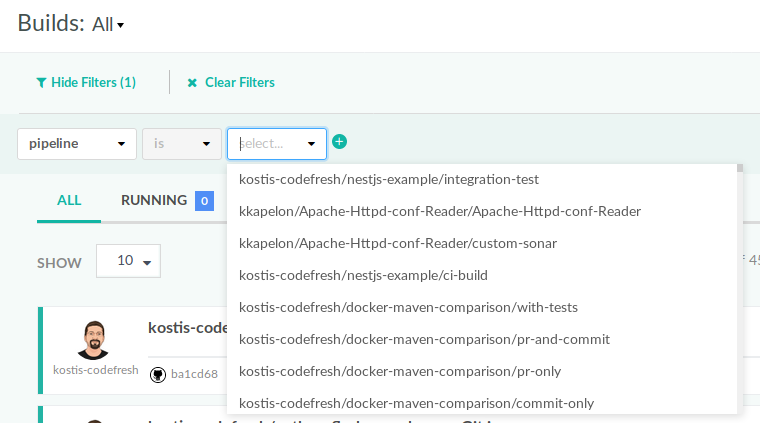 Builds: All
Hide Filters (1) Clear Filters
pipeline is select...
kostis-codefresh/nestjs-example/integration-test
kkapelon/Apache-Httpd-conf-Reader/Apache-Httpd-conf-Reader
kkapelon/Apache-Httpd-conf-Reader/custom-sonar
kostis-codefresh/nestjs-example/ci-build
kostis-codefresh/docker-maven-comparison/with-tests
kostis-codefresh/docker-maven-comparison/pr-and-commit
kostis-codefresh/docker-maven-comparison/pr-only
kostis-codefresh/docker-maven-comparison/commit-only
ALL RUNNING 0
SHOW 10 45
kostis-code
kostis-codefresh ba1cd68